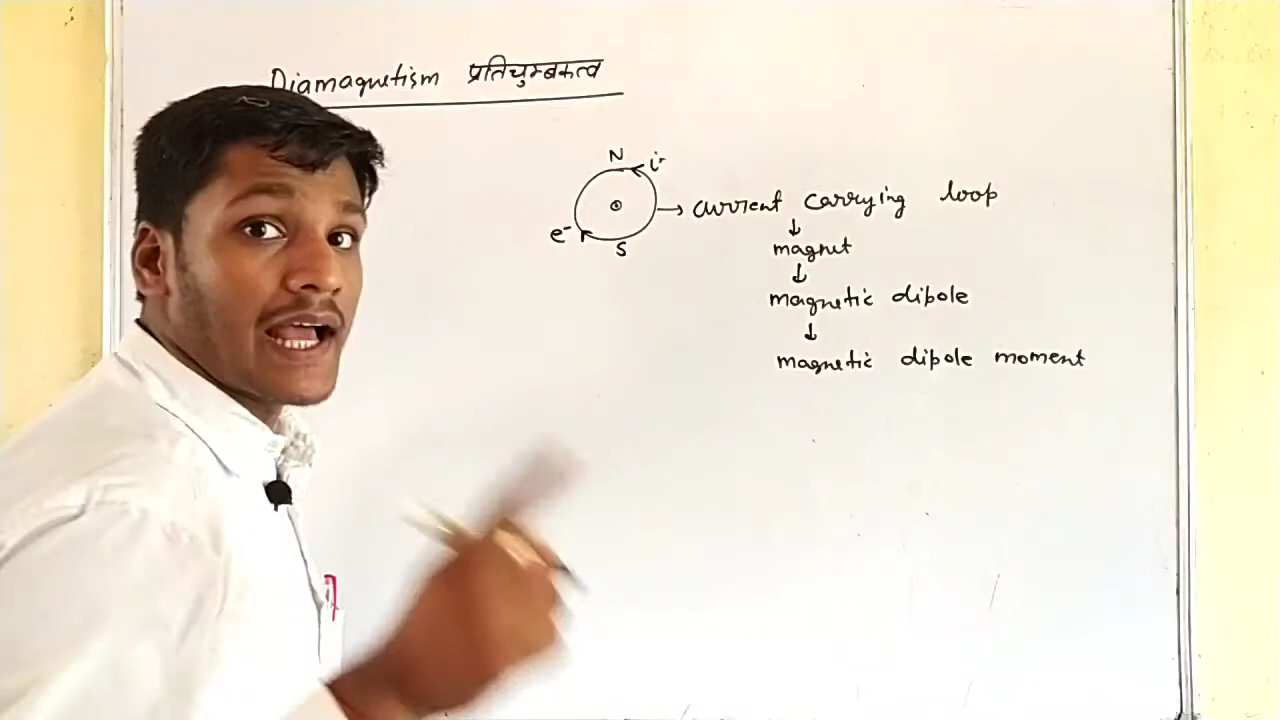 Diamagnetism प्रतिचुम्बकत्व
N i
e⁻ S
current carrying loop
↓
magnet
↓
magnetic dipole
↓
magnetic dipole moment